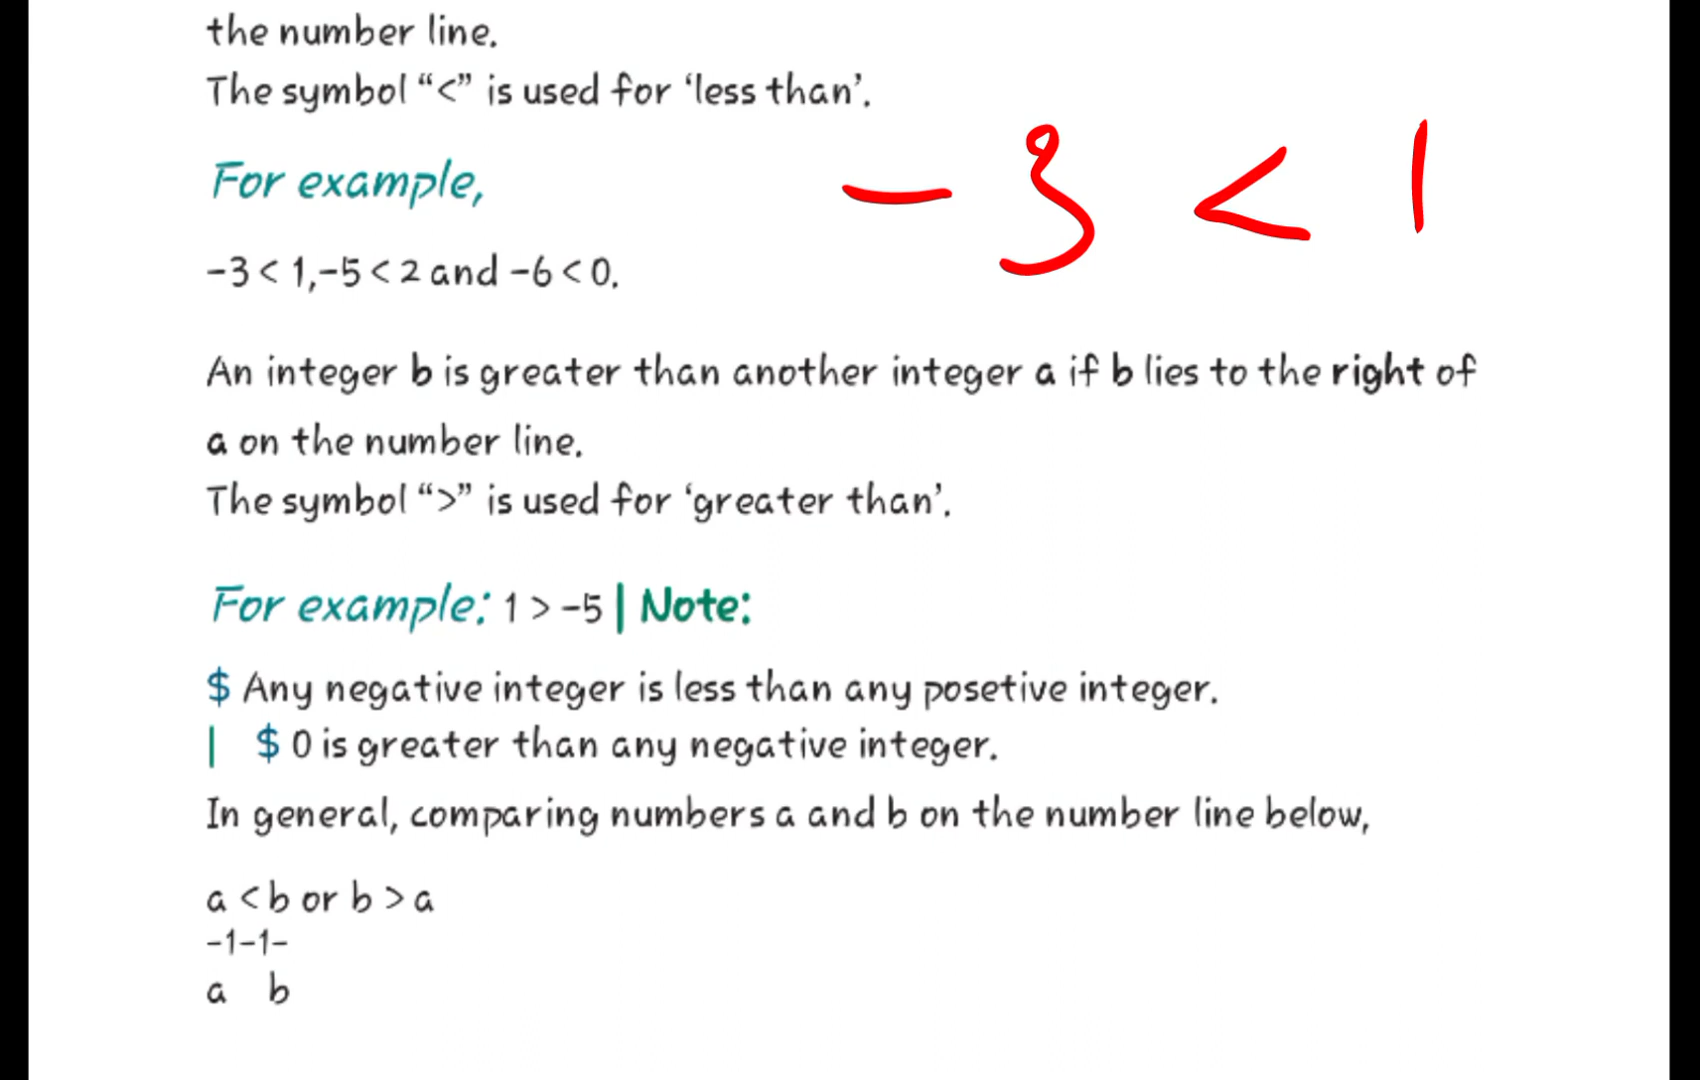 the number line.
The symbol “<” is used for ‘less than’.
For example,
- 3 < 1
-3 < 1,-5 < 2 and -6 < 0.
An integer b is greater than another integer a if b lies to the right of
a on the number line.
The symbol “>” is used for ‘greater than’.
For example: 1 > -5 | Note:
$ Any negative integer is less than any posetive integer.
| $ 0 is greater than any negative integer.
In general, comparing numbers a and b on the number line below,
a < b or b > a
-1-1-
a b